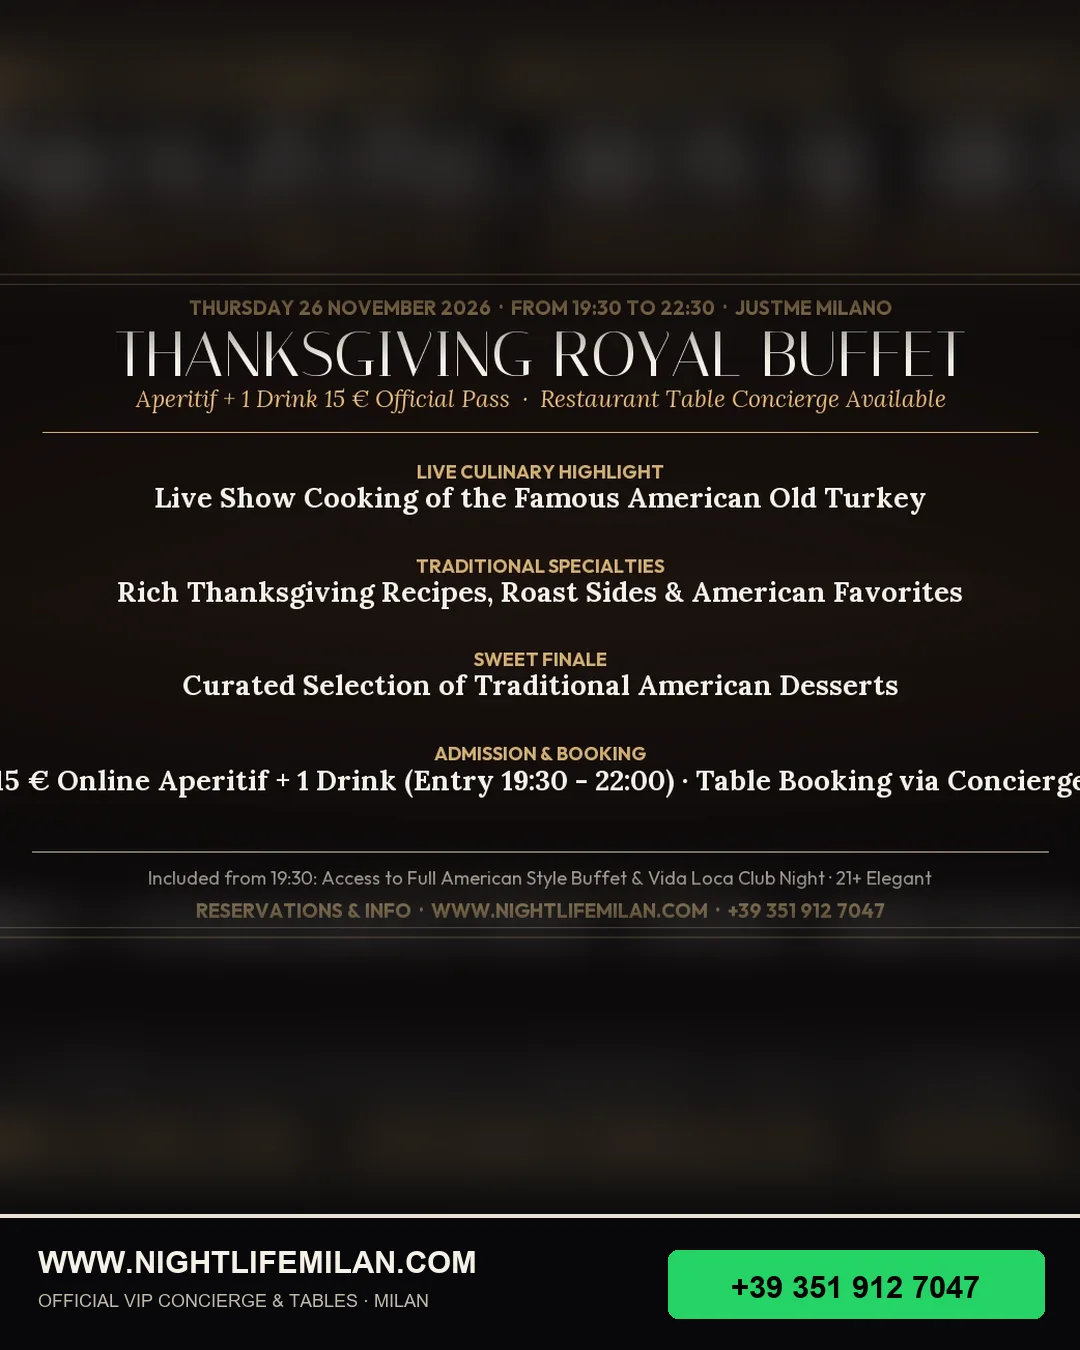 THURSDAY 26 NOVEMBER 2026 · FROM 19:30 TO 22:30 · JUSTME MILANO
THANKSGIVING ROYAL BUFFET
Aperitif + 1 Drink 15 € Official Pass · Restaurant Table Concierge Available
LIVE CULINARY HIGHLIGHT
Live Show Cooking of the Famous American Old Turkey
TRADITIONAL SPECIALTIES
Rich Thanksgiving Recipes, Roast Sides & American Favorites
SWEET FINALE
Curated Selection of Traditional American Desserts
ADMISSION & BOOKING
15 € Online Aperitif + 1 Drink (Entry 19:30 - 22:00) · Table Booking via Concierge
Included from 19:30: Access to Full American Style Buffet & Vida Loca Club Night · 21+ Elegant
RESERVATIONS & INFO · WWW.NIGHTLIFEMILAN.COM · +39 351 912 7047
WWW.NIGHTLIFEMILAN.COM
OFFICIAL VIP CONCIERGE & TABLES · MILAN
+39 351 912 7047